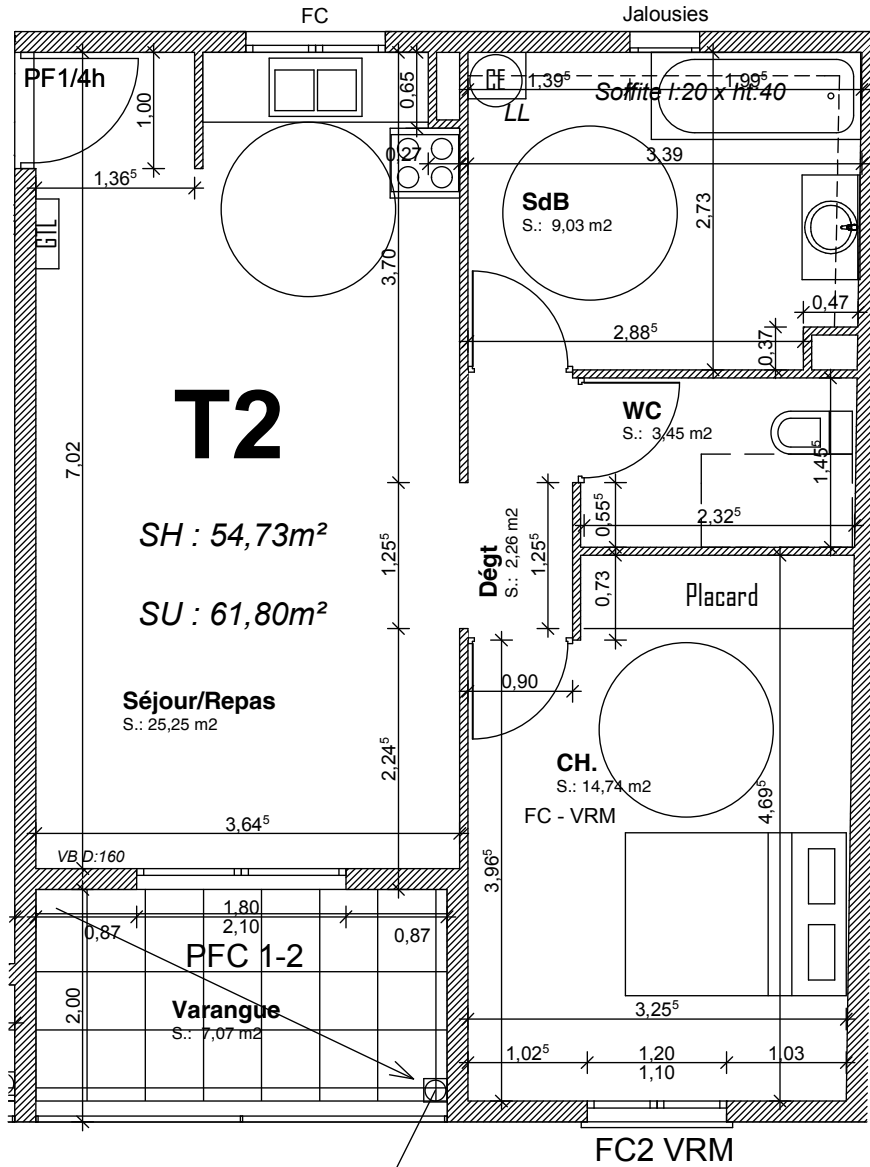 FC
Jalousies
PF1/4h
1,00
0,65
CE
1,39⁵
1,99⁵
Soffite l:20 x ht:40
LL
1,36⁵
0,27
3,39
GTL
SdB
S.: 9,03 m2
2,73
3,70
0,47
2,88⁵
0,37
T2
WC
S.: 3,45 m2
1,45⁵
7,02
SH : 54,73m²
0,55⁵
2,32⁵
1,25⁵
Dégt
S.: 2,26 m2
1,25⁵
0,73
Placard
SU : 61,80m²
0,90
Séjour/Repas
S.: 25,25 m2
2,24⁵
CH.
S.: 14,74 m2
FC - VRM
4,69⁵
3,64⁵
VB D:160
3,96⁵
1,80
2,10
0,87
0,87
PFC 1-2
Varangue
S.: 7,07 m2
2,00
3,25⁵
1,02⁵
1,20
1,10
1,03
FC2 VRM